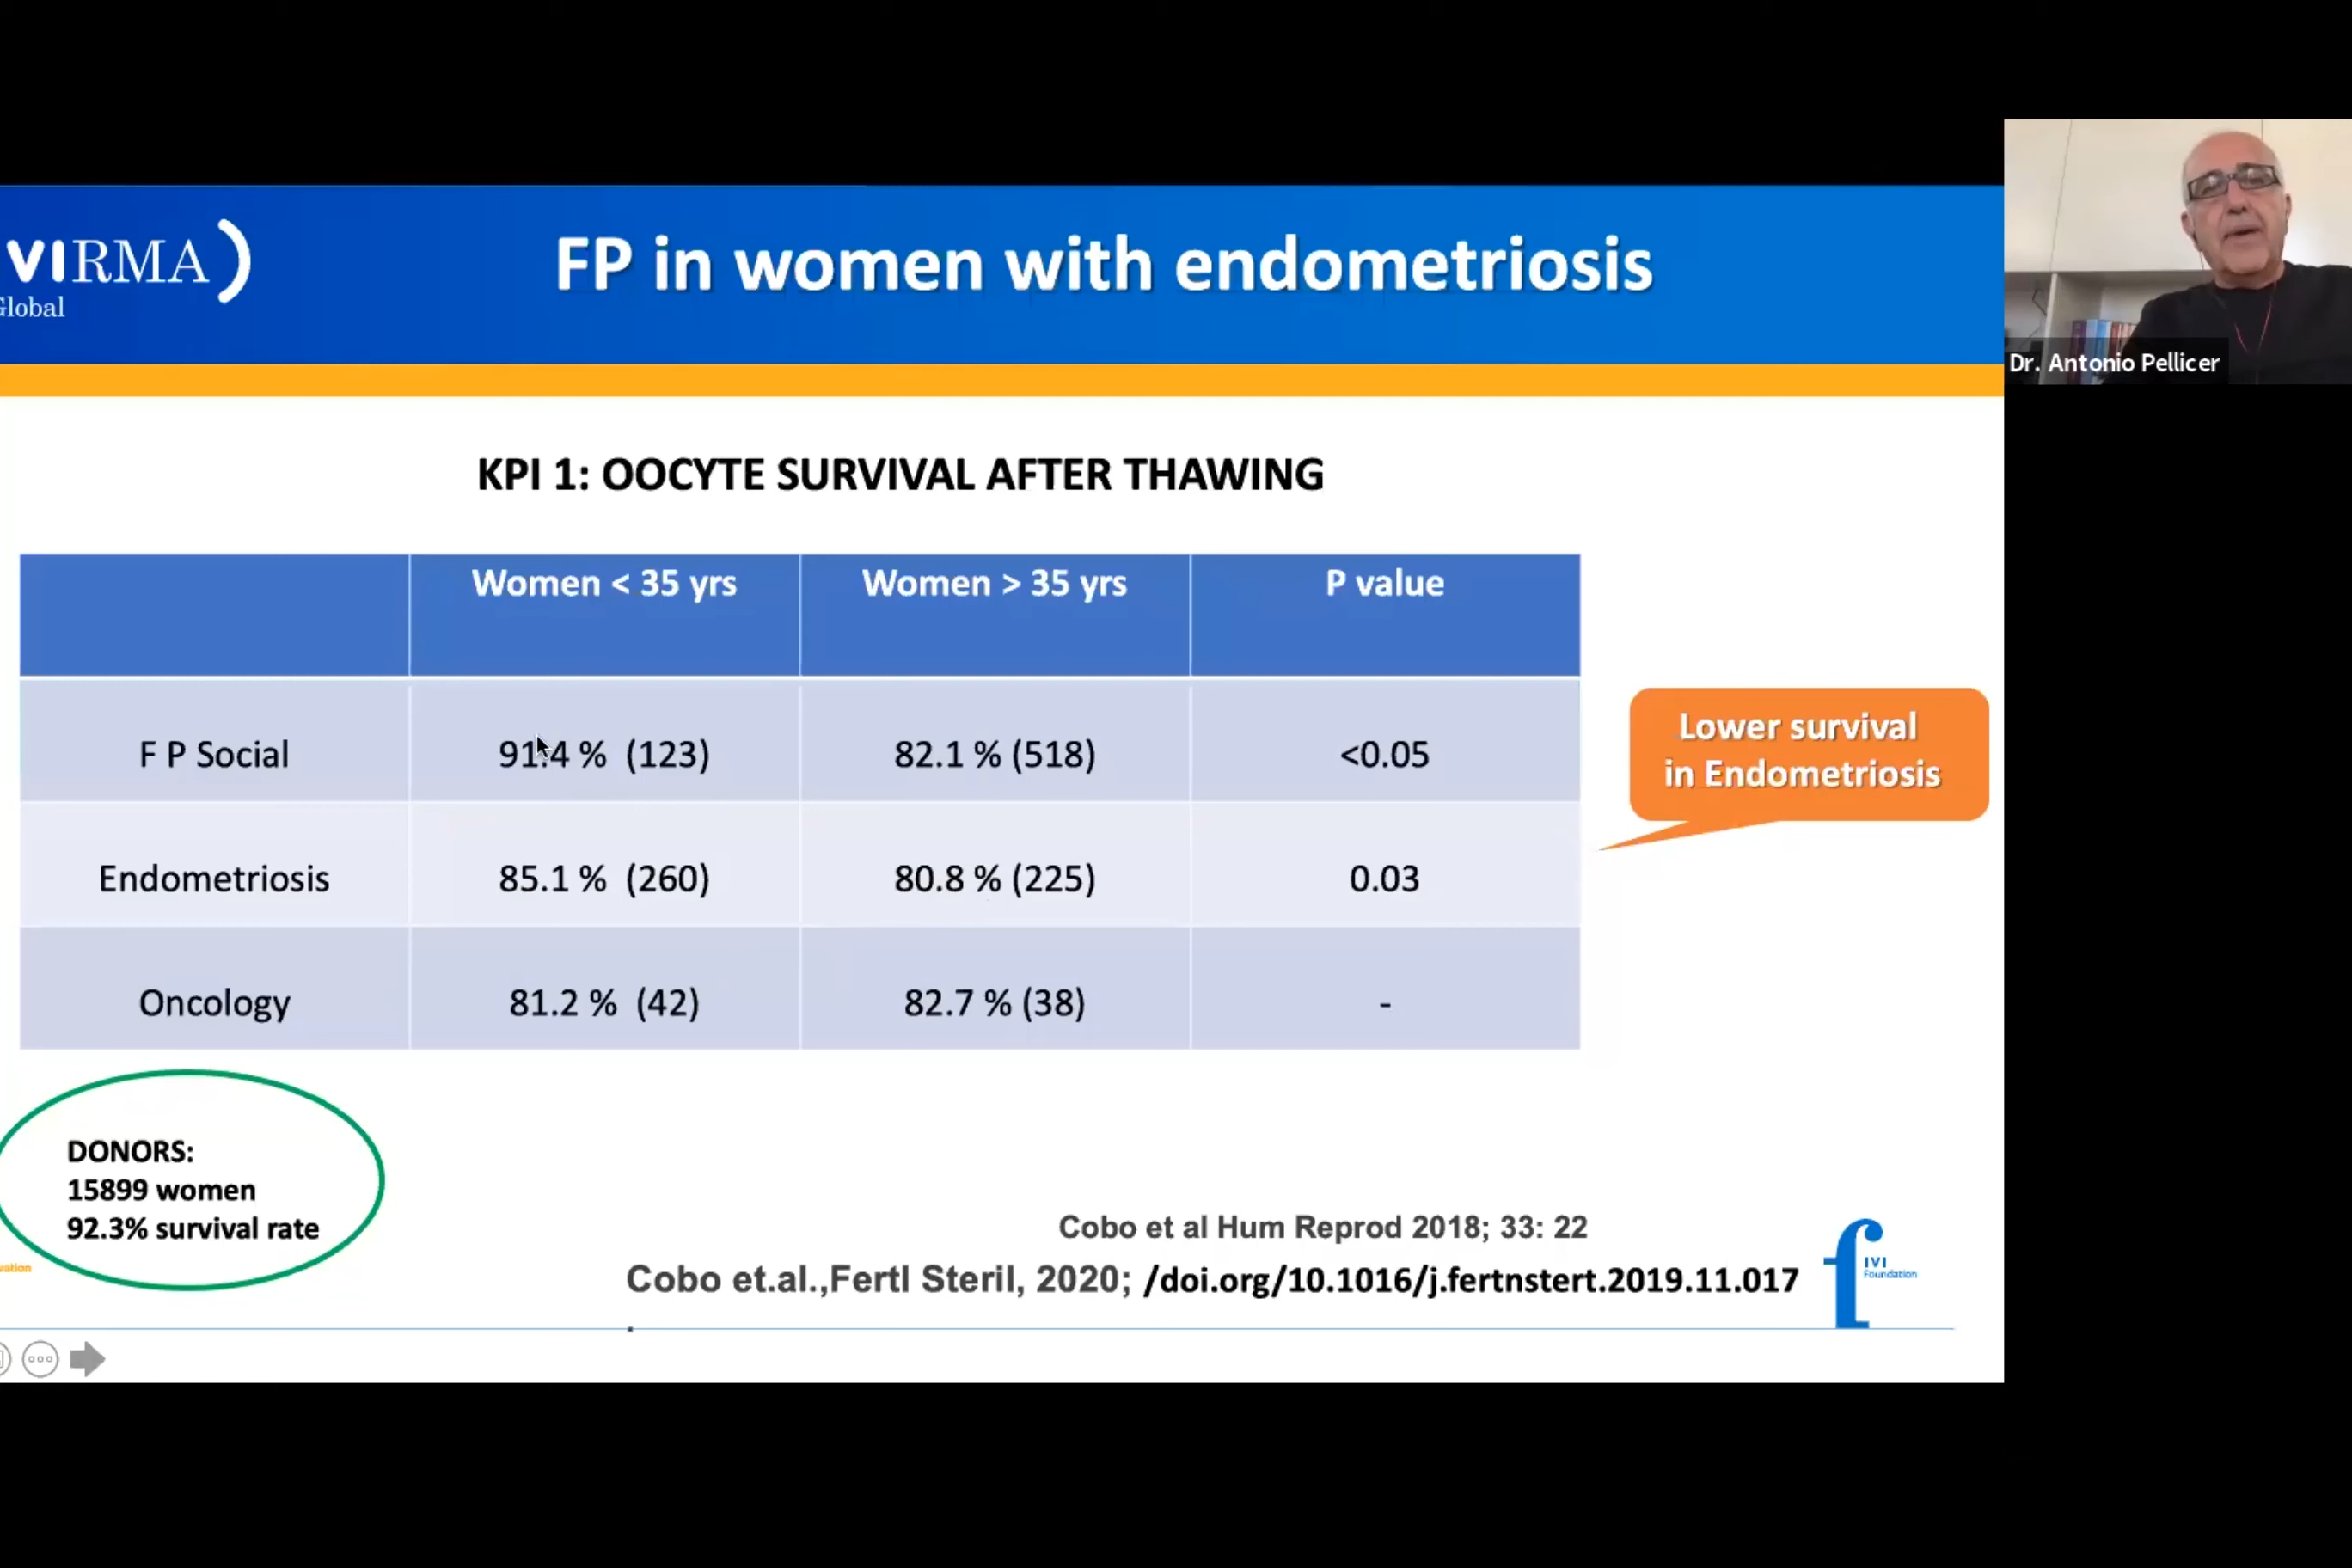 VIRMA
Global
FP in women with endometriosis
Dr. Antonio Pellicer
KPI 1: OOCYTE SURVIVAL AFTER THAWING
Women < 35 yrs Women > 35 yrs P value
F P Social 91.4 % (123) 82.1 % (518) <0.05
Lower survival
in Endometriosis
Endometriosis 85.1 % (260) 80.8 % (225) 0.03
Oncology 81.2 % (42) 82.7 % (38) -
DONORS:
15899 women
92.3% survival rate
vation
Cobo et al Hum Reprod 2018; 33: 22
Cobo et.al.,Fertl Steril, 2020; /doi.org/10.1016/j.fertnstert.2019.11.017
f IVI
Foundation